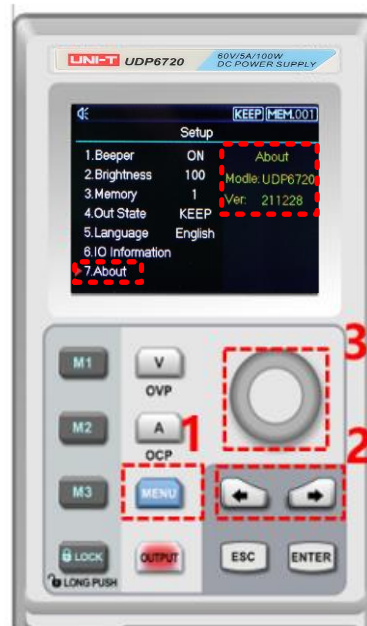 UNI-T UDP6720 60V/5A/100W
DC POWER SUPPLY
KEEP MEM.001
Setup
1.Beeper ON About
2.Brightness 100 Modle: UDP6720
3.Memory 1 Ver: 211228
4.Out State KEEP
5.Language English
6.IO Information
7.About
3
M1 V
OVP
M2 A 1 2
OCP
M3 MENU
LOCK OUTPUT ESC ENTER
LONG PUSH